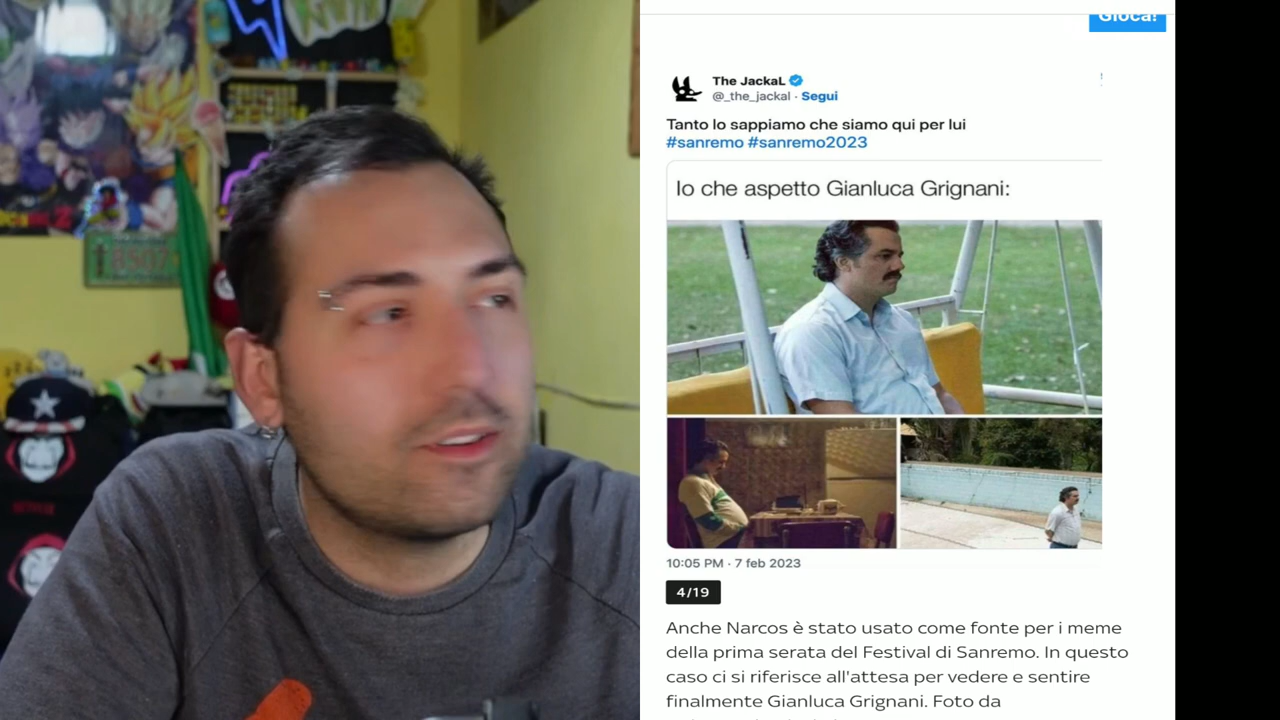 8507
Gioca!
The JackaL
@_the_jackal · Segui
Tanto lo sappiamo che siamo qui per lui
#sanremo #sanremo2023
Io che aspetto Gianluca Grignani:
10:05 PM · 7 feb 2023
4/19
Anche Narcos è stato usato come fonte per i meme
della prima serata del Festival di Sanremo. In questo
caso ci si riferisce all'attesa per vedere e sentire
finalmente Gianluca Grignani. Foto da